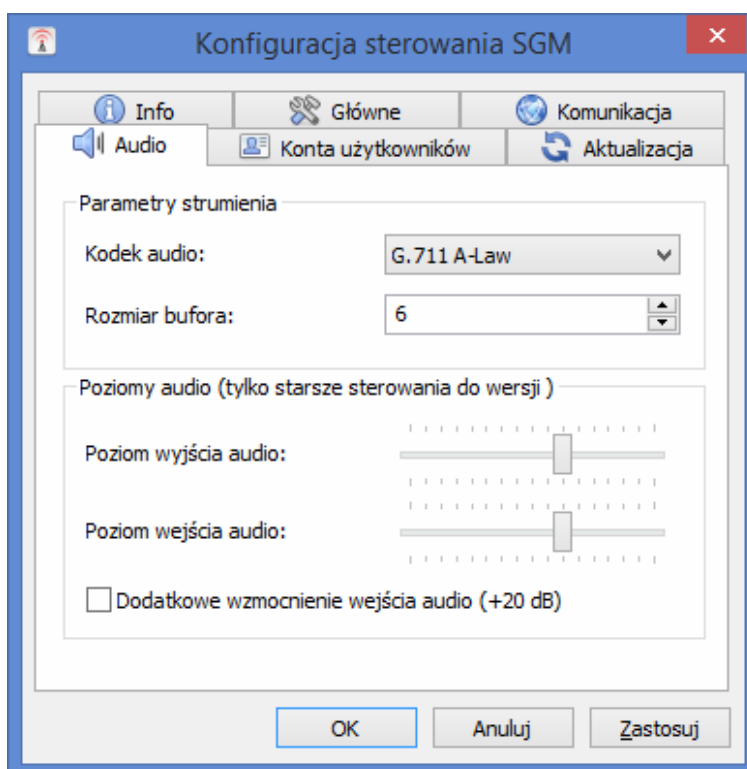 Konfiguracja sterowania SGM
Info Główne Komunikacja
Audio Konta użytkowników Aktualizacja
Parametry strumienia
Kodek audio: G.711 A-Law
Rozmiar bufora: 6
Poziomy audio (tylko starsze sterowania do wersji )
Poziom wyjścia audio:
Poziom wejścia audio:
Dodatkowe wzmocnienie wejścia audio (+20 dB)
OK Anuluj Zastosuj